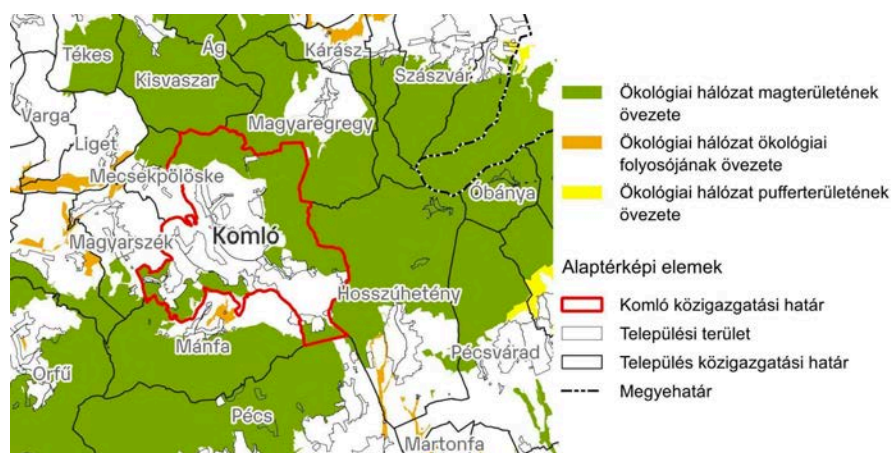 Tékes
Ág
Kárász
Szászvár
Kisvaszar
Varga
Magyaregregy
Liget
Mecsekpölöske
Óbánya
Magyarszék
Komló
Hosszúhetény
Mánfa
Orfű
Pécsvárad
Pécs
Martonfa
Ökológiai hálózat magterületének
övezete
Ökológiai hálózat ökológiai
folyosójának övezete
Ökológiai hálózat pufferterületének
övezete
Alaptérképi elemek
Komló közigazgatási határ
Települési terület
Település közigazgatási határ
Megyehatár